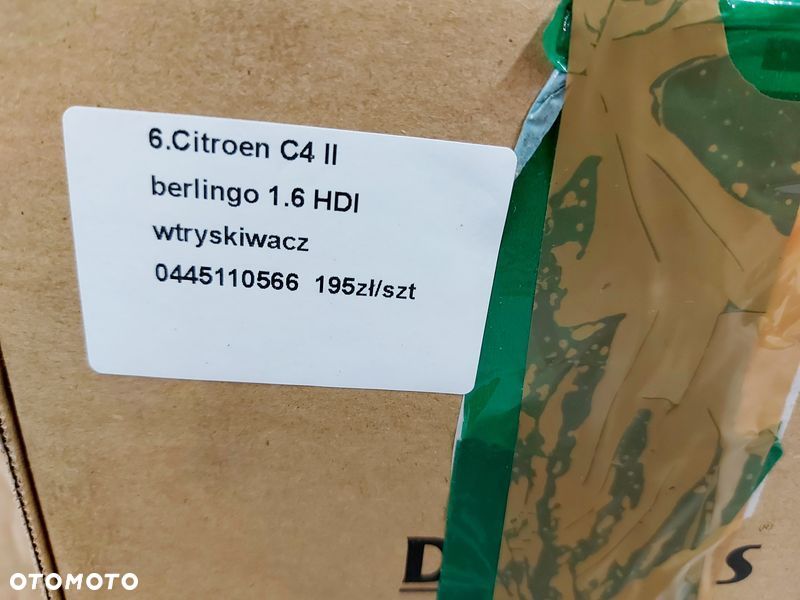 6.Citroen C4 II
berlingo 1.6 HDI
wtryskiwacz
0445110566 195zł/szt
OTOMOTO